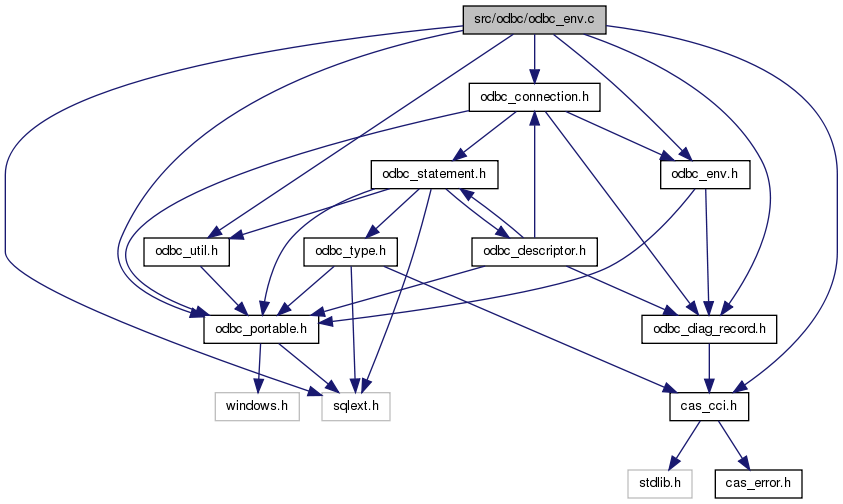 src/odbc/odbc_env.c
odbc_connection.h
odbc_statement.h
odbc_env.h
odbc_util.h
odbc_type.h
odbc_descriptor.h
odbc_portable.h
odbc_diag_record.h
windows.h
sqlext.h
cas_cci.h
stdlib.h
cas_error.h